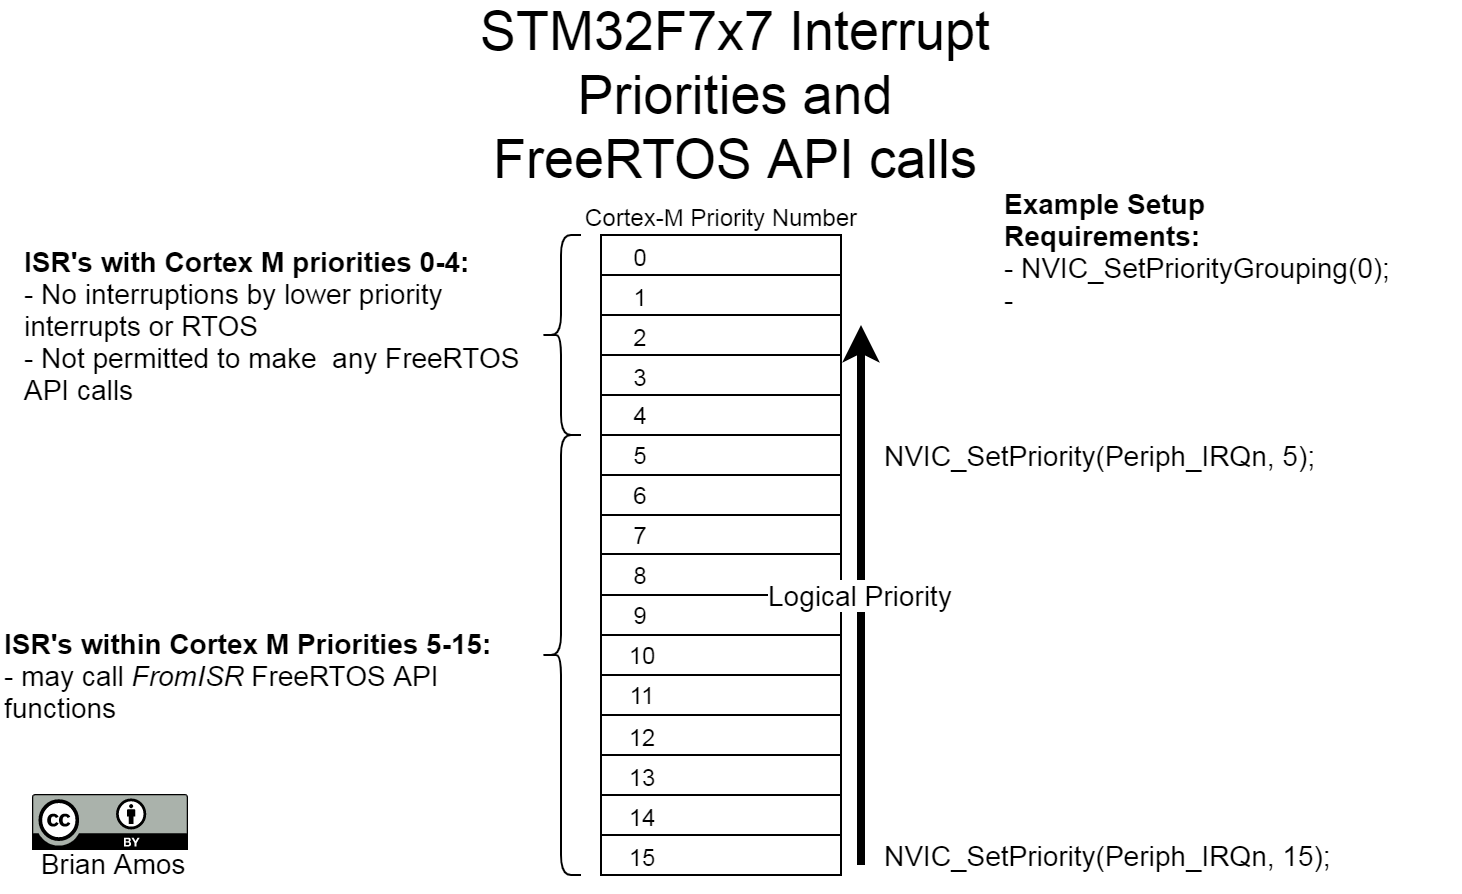 STM32F7x7 Interrupt
Priorities and
FreeRTOS API calls
Cortex-M Priority Number
Example Setup
Requirements:
- NVIC_SetPriorityGrouping(0);
-
ISR's with Cortex M priorities 0-4:
- No interruptions by lower priority
interrupts or RTOS
- Not permitted to make  any FreeRTOS
API calls
0
1
2
3
4
5
NVIC_SetPriority(Periph_IRQn, 5);
6
7
8
Logical Priority
9
ISR's within Cortex M Priorities 5-15:
- may call FromISR FreeRTOS API
functions
10
11
12
13
14
15
NVIC_SetPriority(Periph_IRQn, 15);
cc
BY
Brian Amos